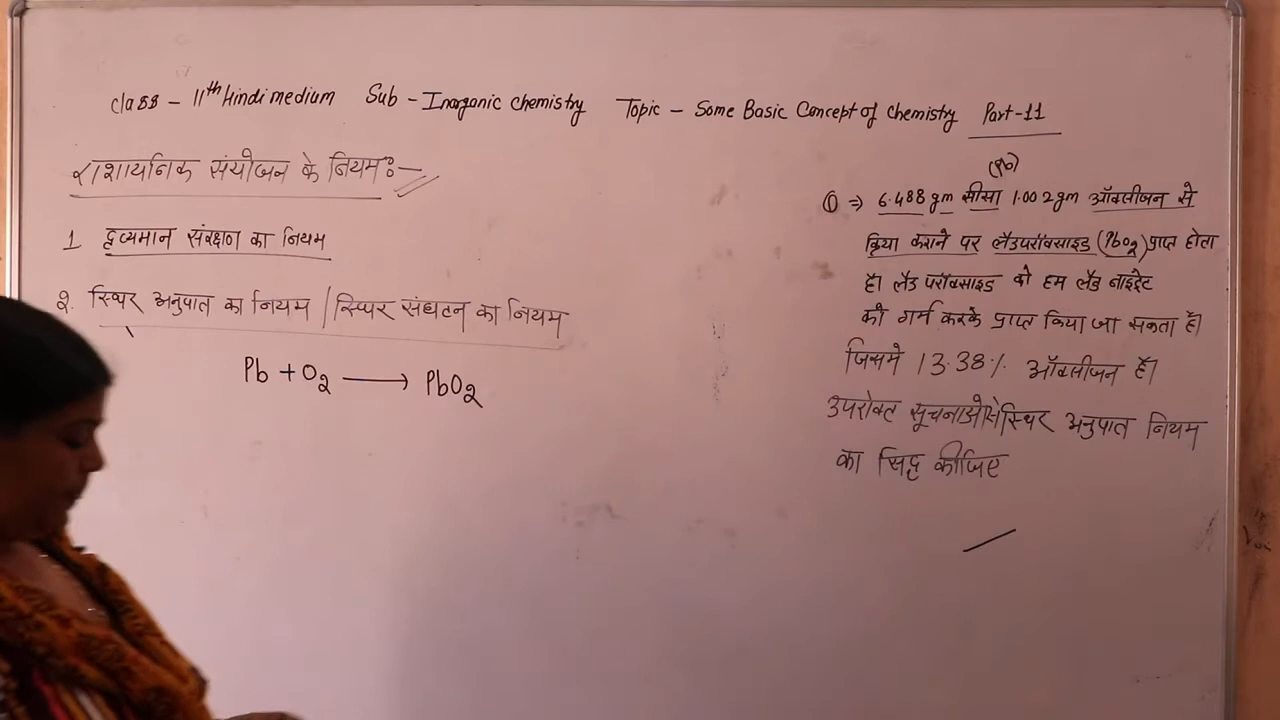 Class - 11th Hindi medium Sub - Inorganic Chemistry Topic - Some Basic Concept of Chemistry Part-11
राशायनिक संयोजन के नियम:-
1 द्रव्यमान संरक्षण का नियम
2. स्थिर अनुपात का नियम / स्थिर संघटन का नियम
Pb + O2 ⟶ PbO2
(Pb)
① ⇒ 6.488 gm सीसा 1.002gm ऑक्सीजन से
क्रिया कराने पर लैडपरॉक्साइड (PbO2) प्राप्त होता
है। लैड परॉक्साइड को हम लैड नाइट्रेट
को गर्म करके प्राप्त किया जा सकता है।
जिसमे 13.38% ऑक्सीजन है।
उपरोक्त सूचनाओसे स्थिर अनुपात नियम
का सिद्ध कीजिए